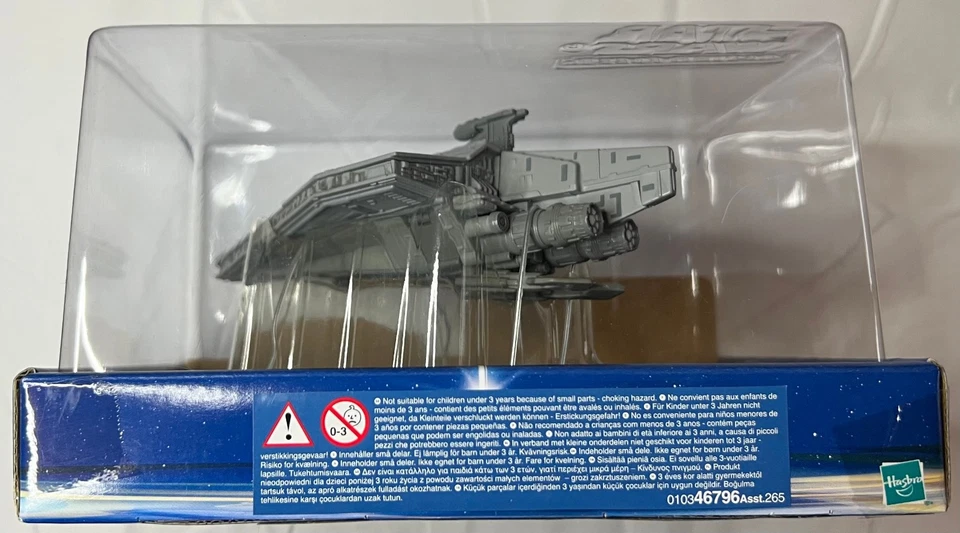 STAR WARS
● Not suitable for children under 3 years because of small parts - choking hazard. ● Ne convient pas aux enfants de
moins de 3 ans - contient des petits éléments pouvant être avalés ou inhalés. ● Für Kinder unter 3 Jahren nicht
geeignet, da Kleinteile verschluckt werden können - Erstickungsgefahr! ● No es conveniente para niños menores de
3 años por contener piezas pequeñas. ● Não recomendado a crianças com menos de 3 anos - contém peças
pequenas que podem ser engolidas ou inaladas. ● Non adatto ai bambini di età inferiore ai 3 anni, a causa di piccoli
pezzi che potrebbero essere ingeriti. ● In verband met kleine onderdelen niet geschikt voor kinderen tot 3 jaar -
0-3
verstikkingsgevaar! ● Innehåller små delar. Ej lämplig för barn under 3 år. Kvävningsrisk. ● Indeholder små dele. Ikke egnet for børn under 3 år.
Risiko for kvælning. ● Inneholder små deler. Ikke egnet for barn under 3 år. Fare for kvelning. ● Sisältää pieniä osia. Ei sovellu alle 3-vuotiaille
lapsille. Tukehtumisvaara. ● Δεν είναι κατάλληλο για παιδιά κάτω των 3 ετών, γιατί περιέχει μικρά μέρη – Κίνδυνος πνιγμού. ● Produkt
nieodpowiedni dla dzieci poniżej 3 roku życia z powodu zawartości małych elementów – grozi zakrztuszeniem. ● 3 éves kor alatti gyermekektől
tartsuk távol, az apró alkatrészek fulladást okozhatnak. ● Küçük parçalar içerdiğinden 3 yaşından küçük çocuklar için uygun değildir. Boğulma
tehlikesine karşı çocuklardan uzak tutun.
010346796Asst.265
Hasbro